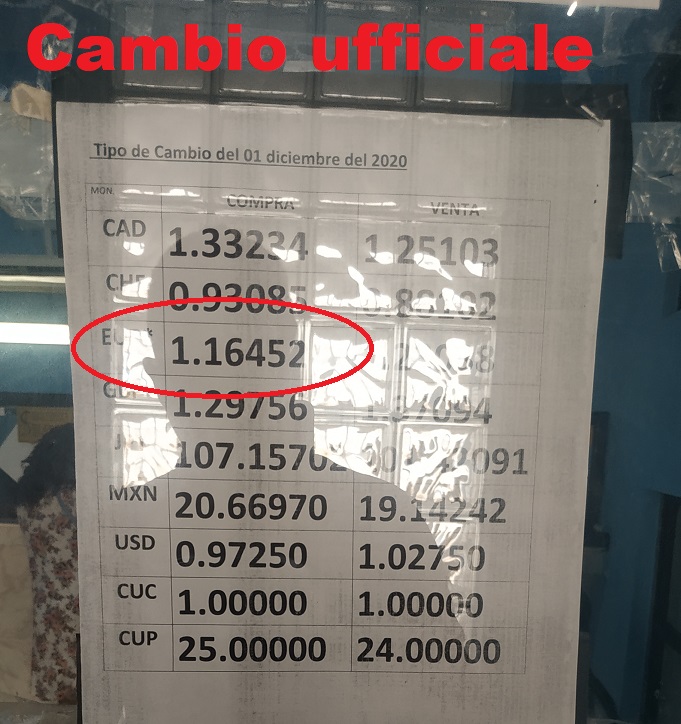 Cambio ufficiale
Tipo de Cambio del 01 diciembre del 2020
MON. COMPRA VENTA
CAD 1.33234 1.25103
0.93085
1.16452
1.29756
MXN 20.66970 19.14242
USD 0.97250 1.02750
CUC 1.00000 1.00000
CUP 25.00000 24.00000